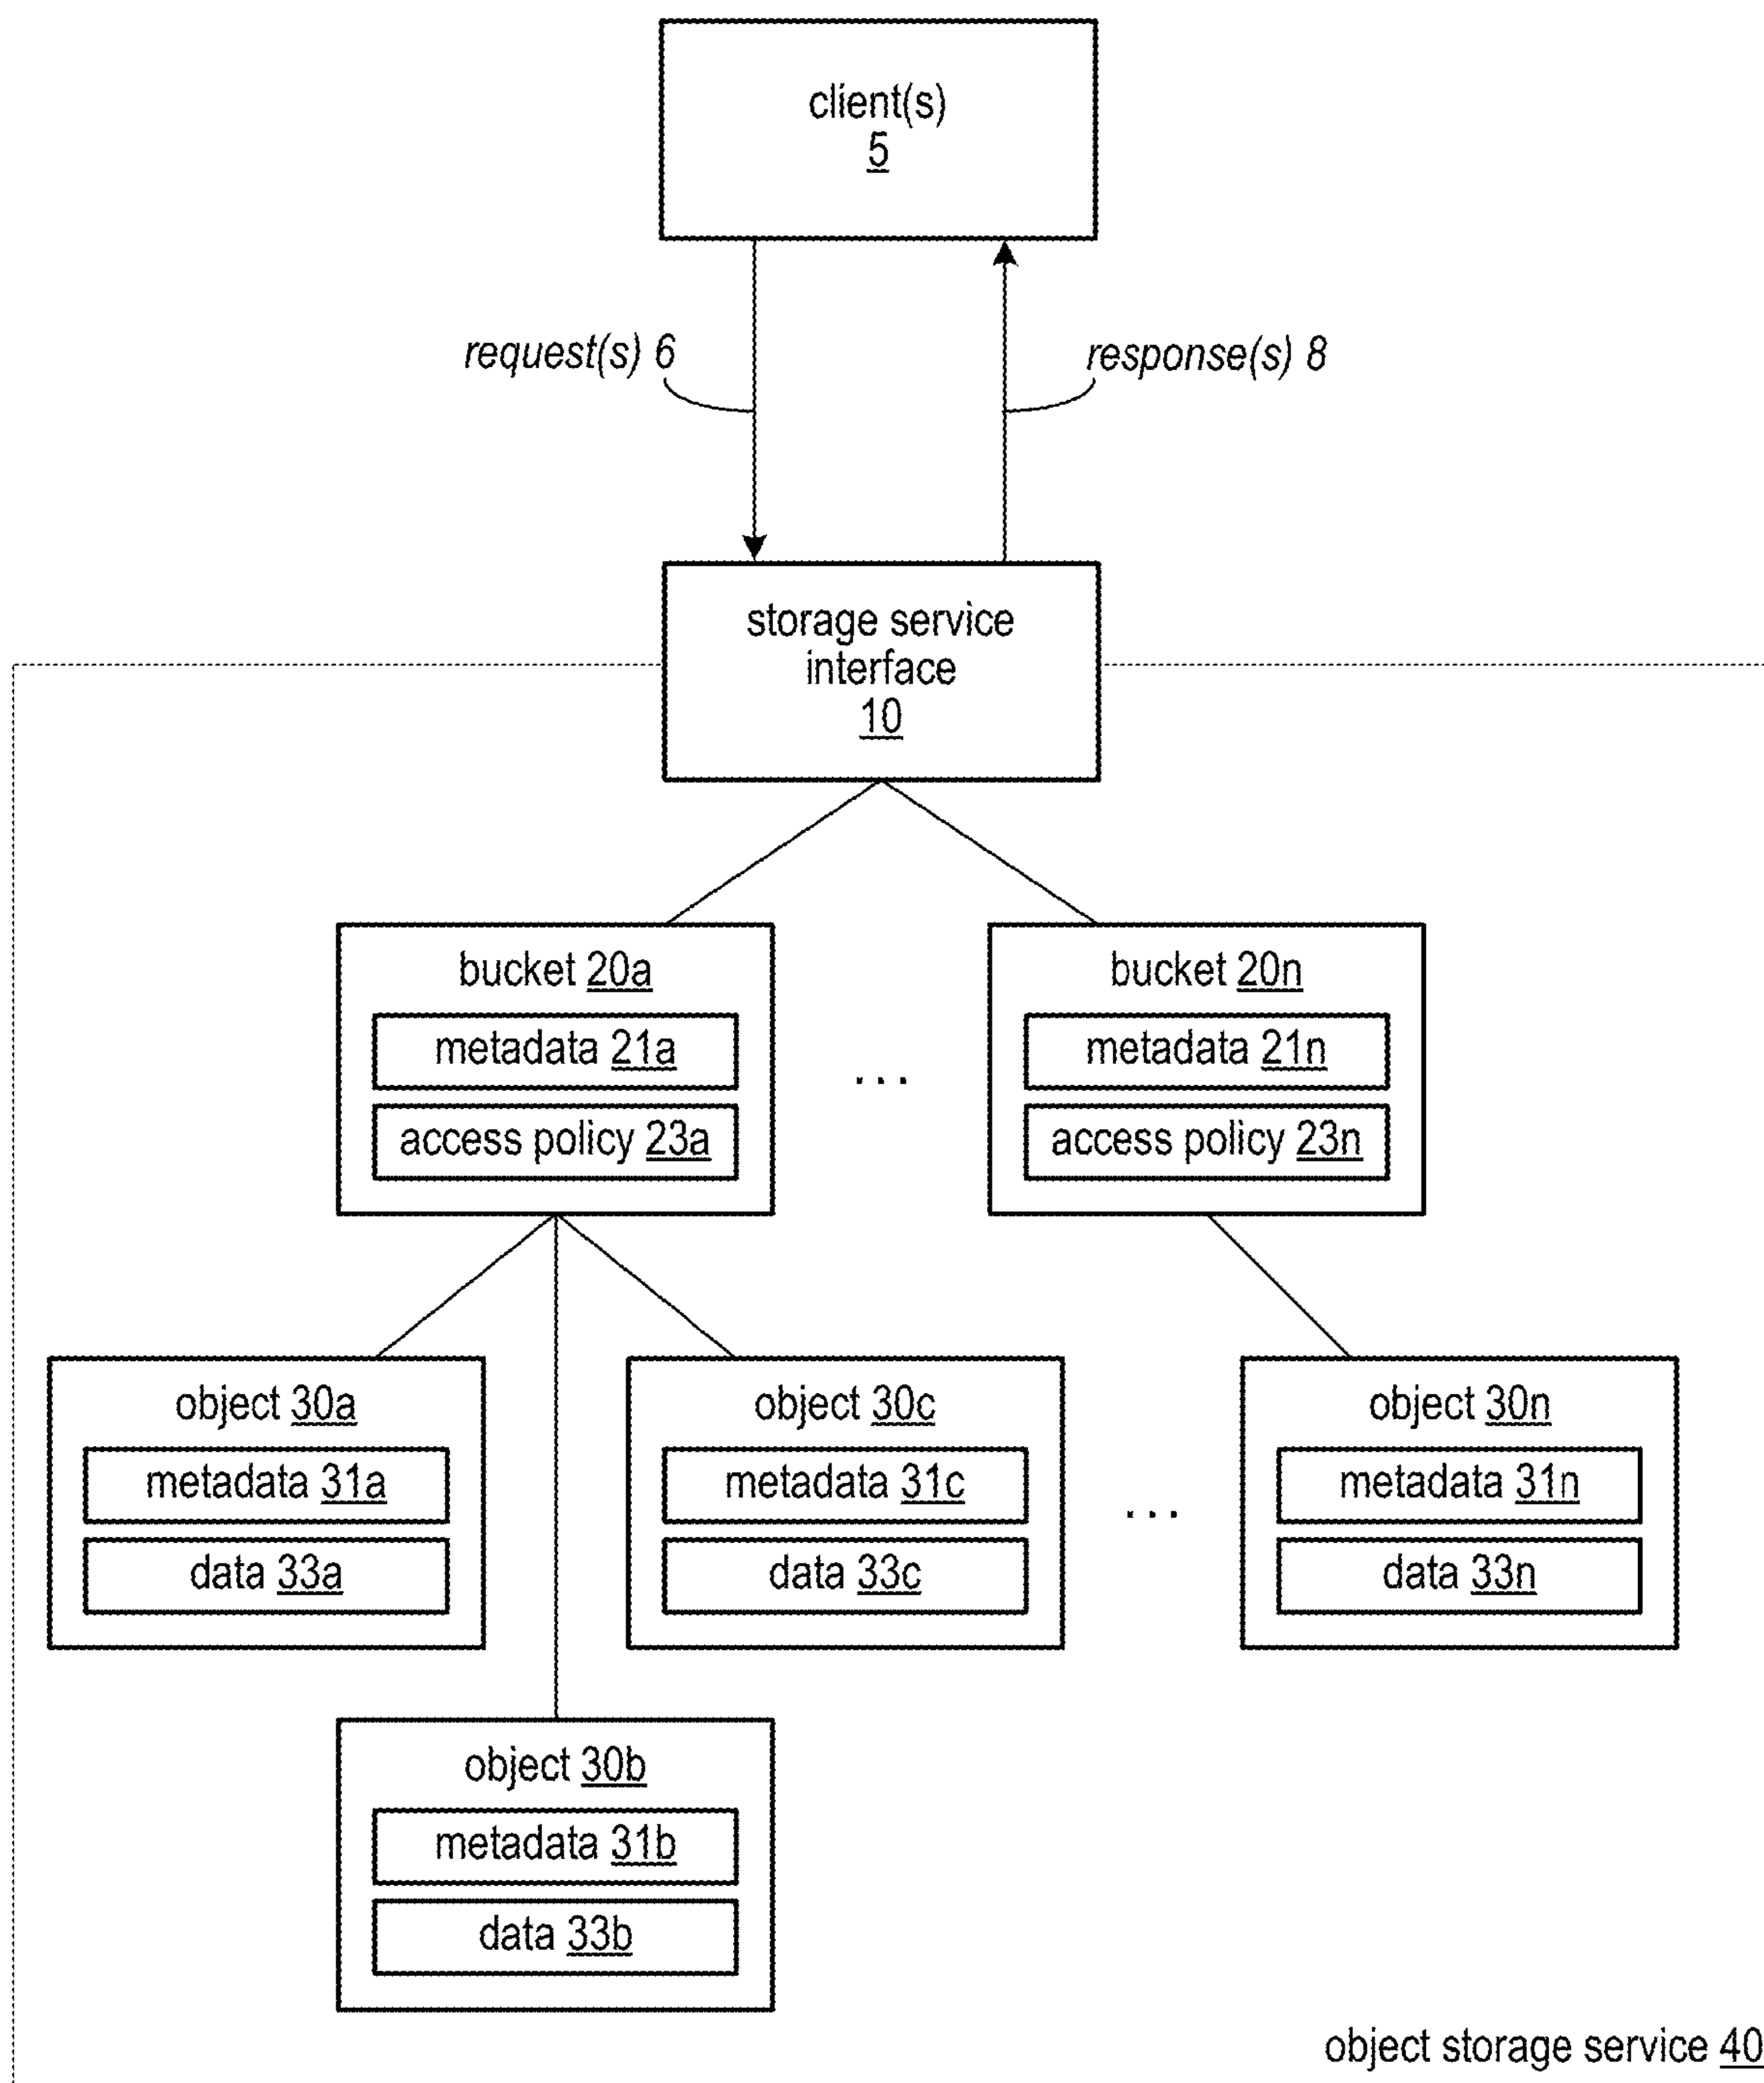 client(s)
5
request(s) 6
response(s) 8
storage service
interface
10
bucket 20a
metadata 21a
access policy 23a
...
bucket 20n
metadata 21n
access policy 23n
object 30a
metadata 31a
data 33a
object 30c
metadata 31c
data 33c
...
object 30n
metadata 31n
data 33n
object 30b
metadata 31b
data 33b
object storage service 40